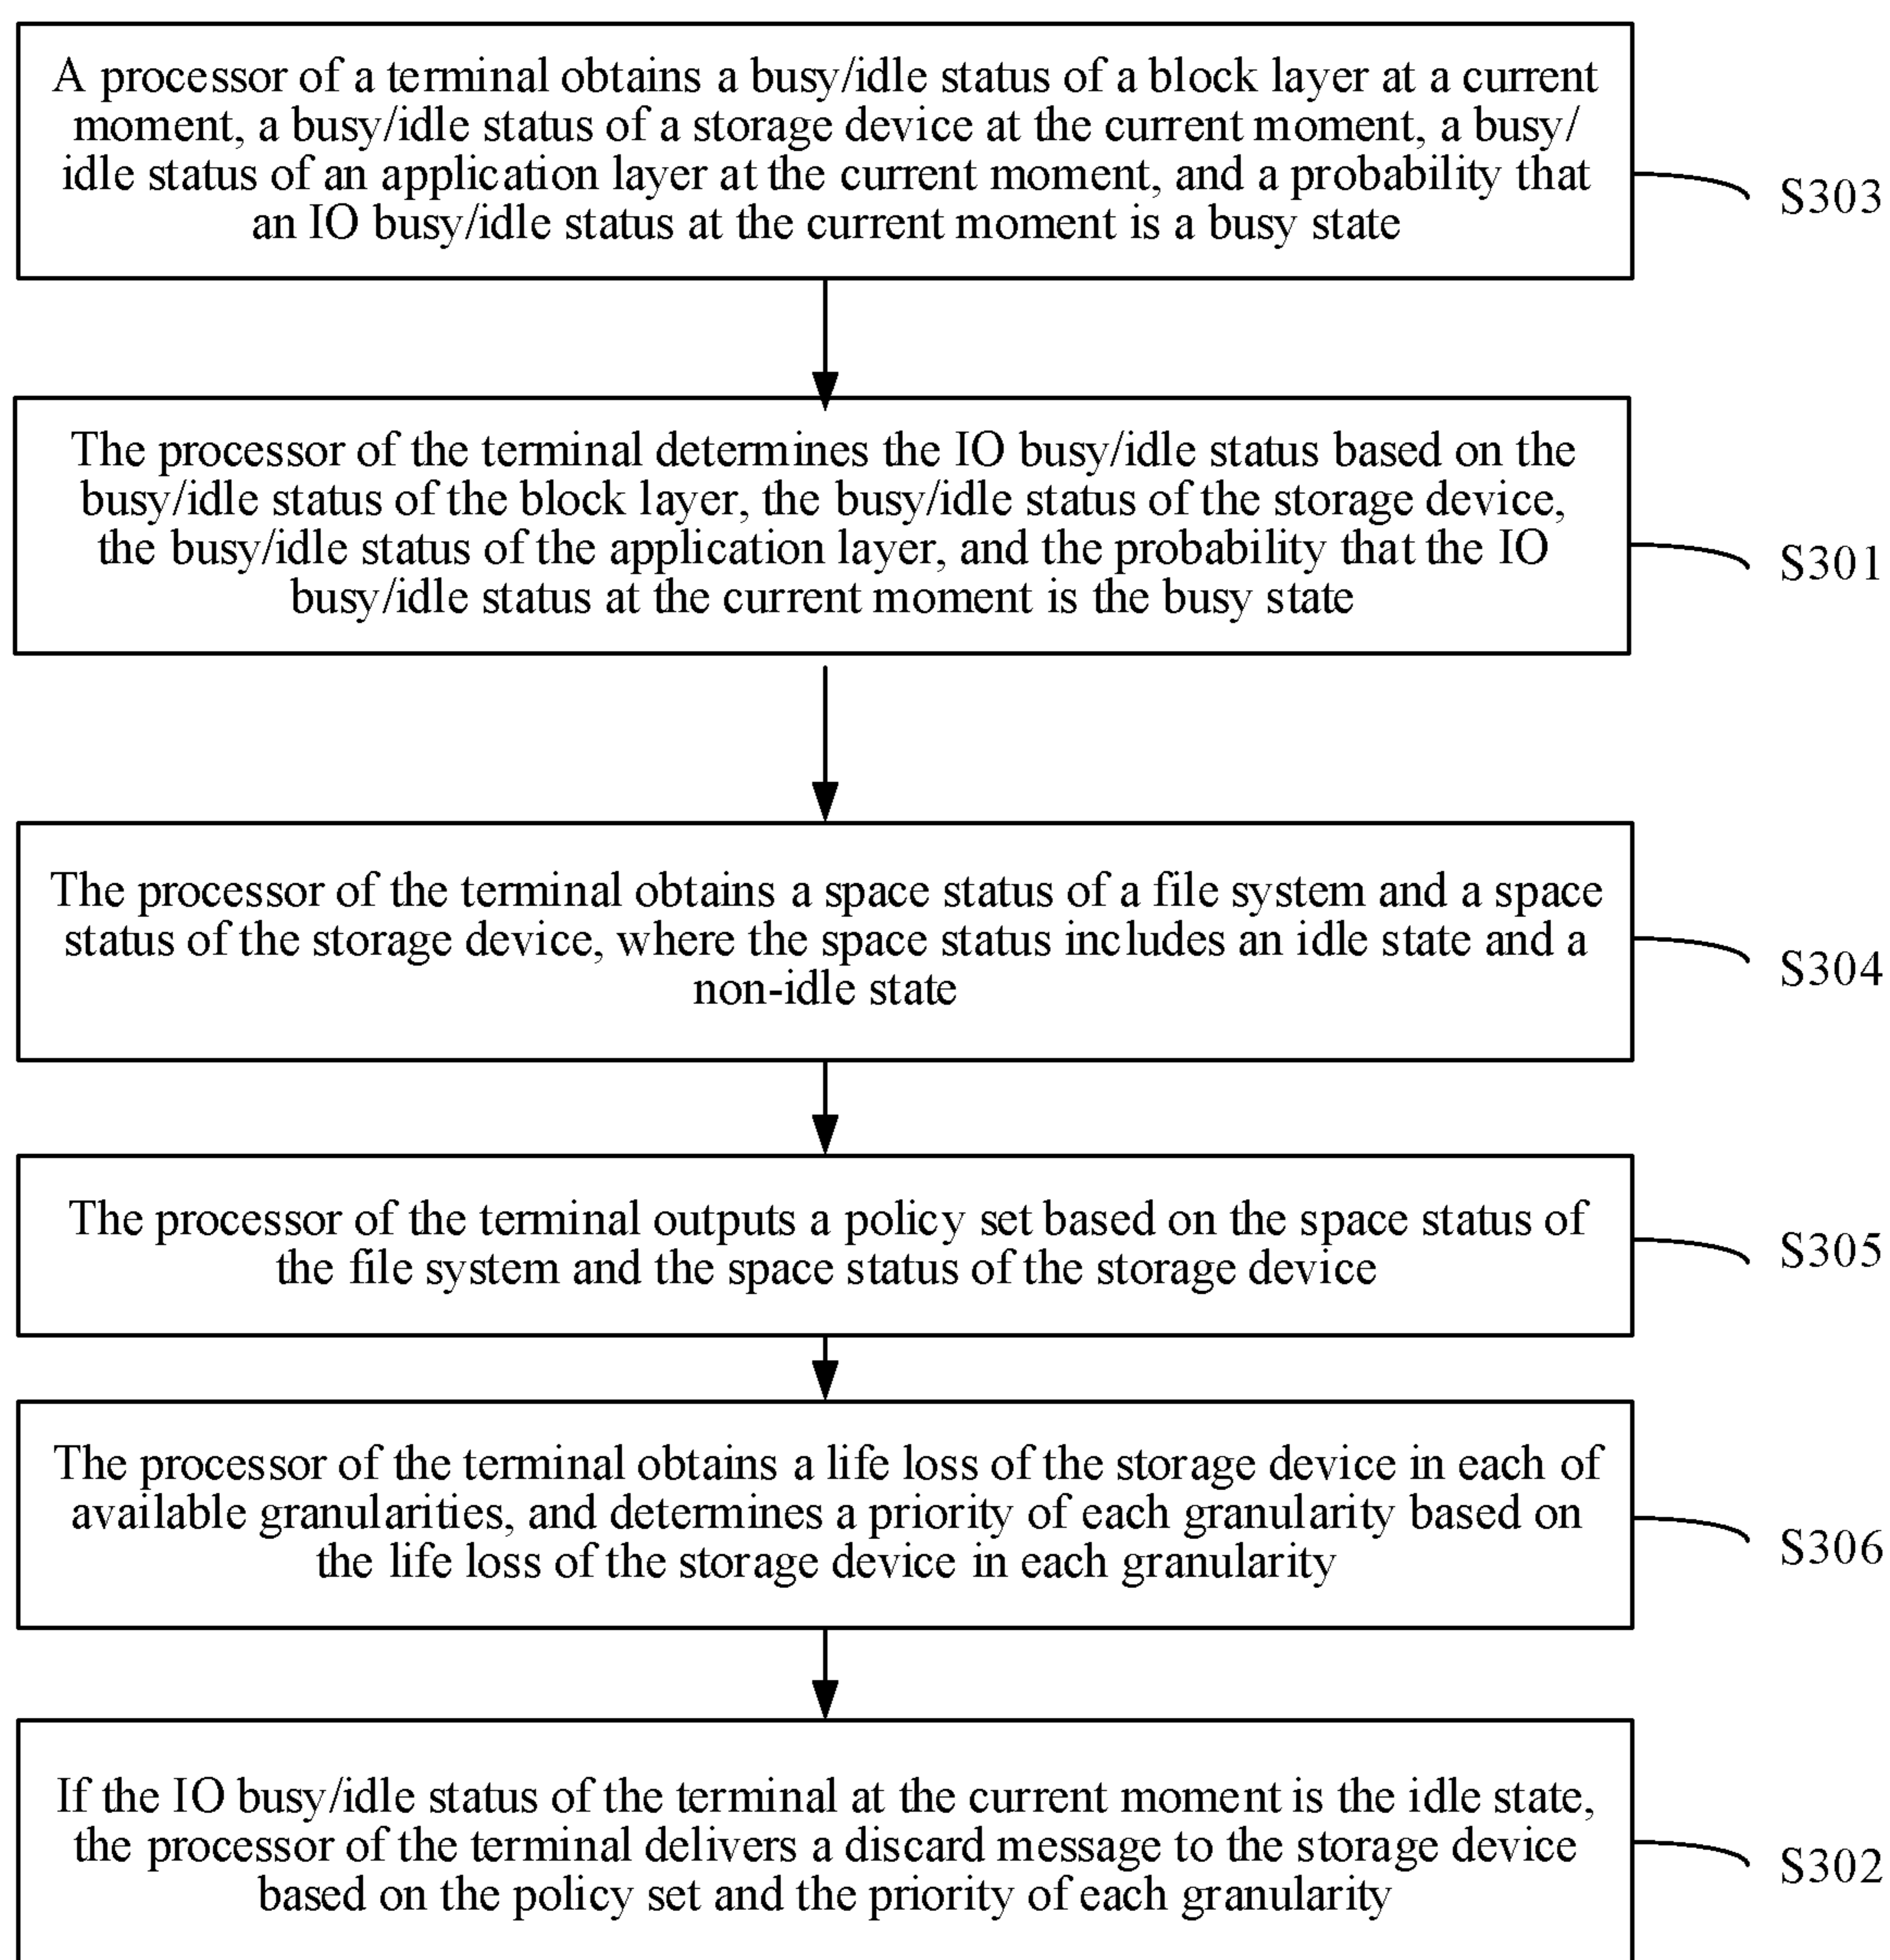 A processor of a terminal obtains a busy/idle status of a block layer at a current
moment, a busy/idle status of a storage device at the current moment, a busy/
idle status of an application layer at the current moment, and a probability that
an IO busy/idle status at the current moment is a busy state
S303
The processor of the terminal determines the IO busy/idle status based on the
busy/idle status of the block layer, the busy/idle status of the storage device,
the busy/idle status of the application layer, and the probability that the IO
busy/idle status at the current moment is the busy state
S301
The processor of the terminal obtains a space status of a file system and a space
status of the storage device, where the space status includes an idle state and a
non-idle state
S304
The processor of the terminal outputs a policy set based on the space status of
the file system and the space status of the storage device
S305
The processor of the terminal obtains a life loss of the storage device in each of
available granularities, and determines a priority of each granularity based on
the life loss of the storage device in each granularity
S306
If the IO busy/idle status of the terminal at the current moment is the idle state,
the processor of the terminal delivers a discard message to the storage device
based on the policy set and the priority of each granularity
S302